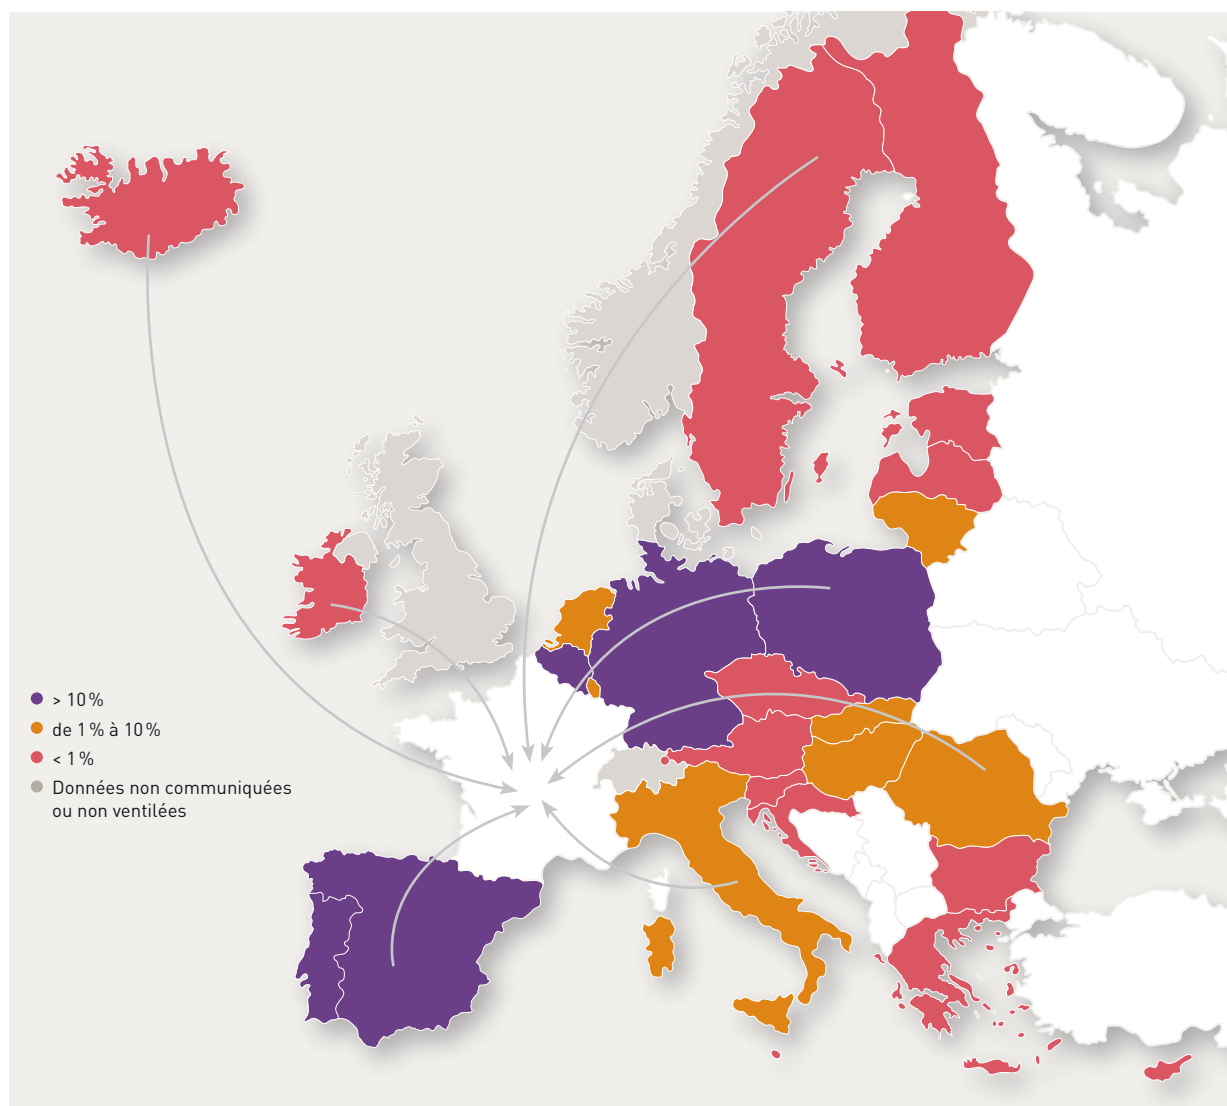 > 10 %
de 1 % à 10 %
< 1 %
Données non communiquées
ou non ventilées